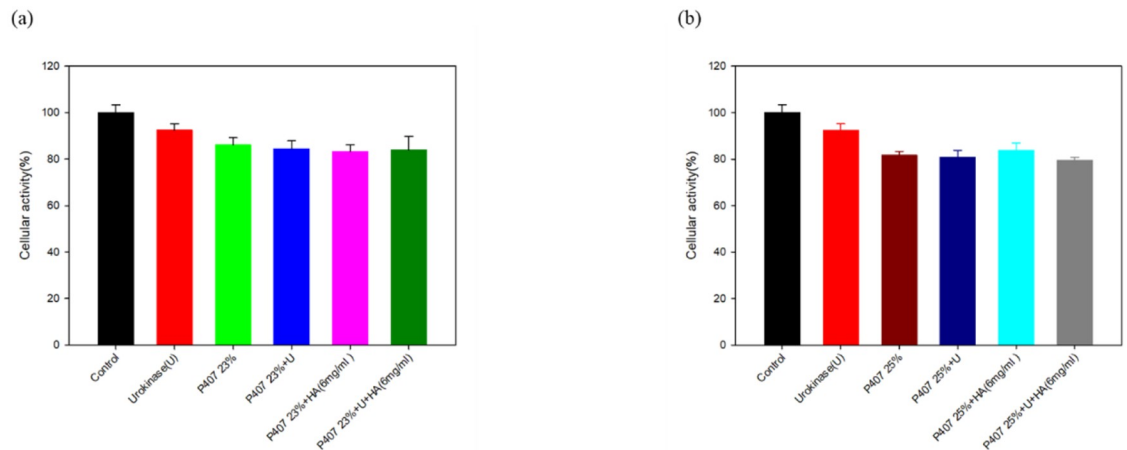 (a)
120
100
80
60
40
20
0
Cellular activity(%)
Control
Urokinase(U)
P407 23%
P407 23%+U
P407 23%+HA(6mg/ml )
P407 23%+U+HA(6mg/ml)
(b)
120
100
80
60
40
20
0
Cellular activity(%)
Control
Urokinase(U)
P407 25%
P407 25%+U
P407 25%+HA(6mg/ml )
P407 25%+U+HA(6mg/ml)